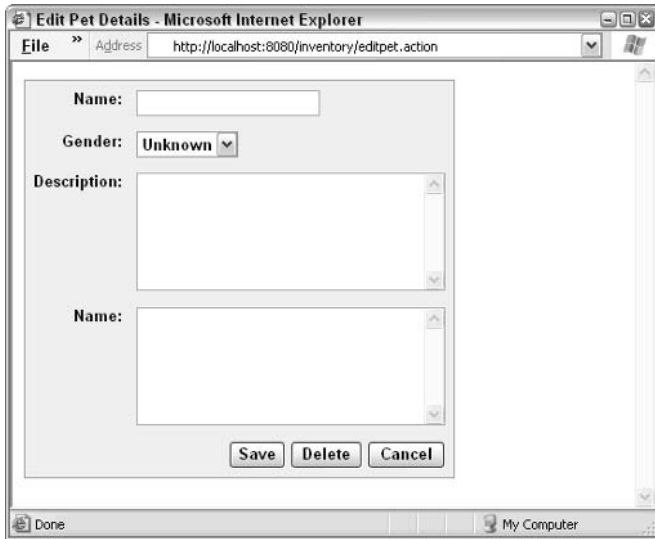 Edit Pet Details - Microsoft Internet Explorer
File » Address http://localhost:8080/inventory/editpet.action
Name:
Gender: Unknown
Description:
Name:
Save Delete Cancel
Done My Computer